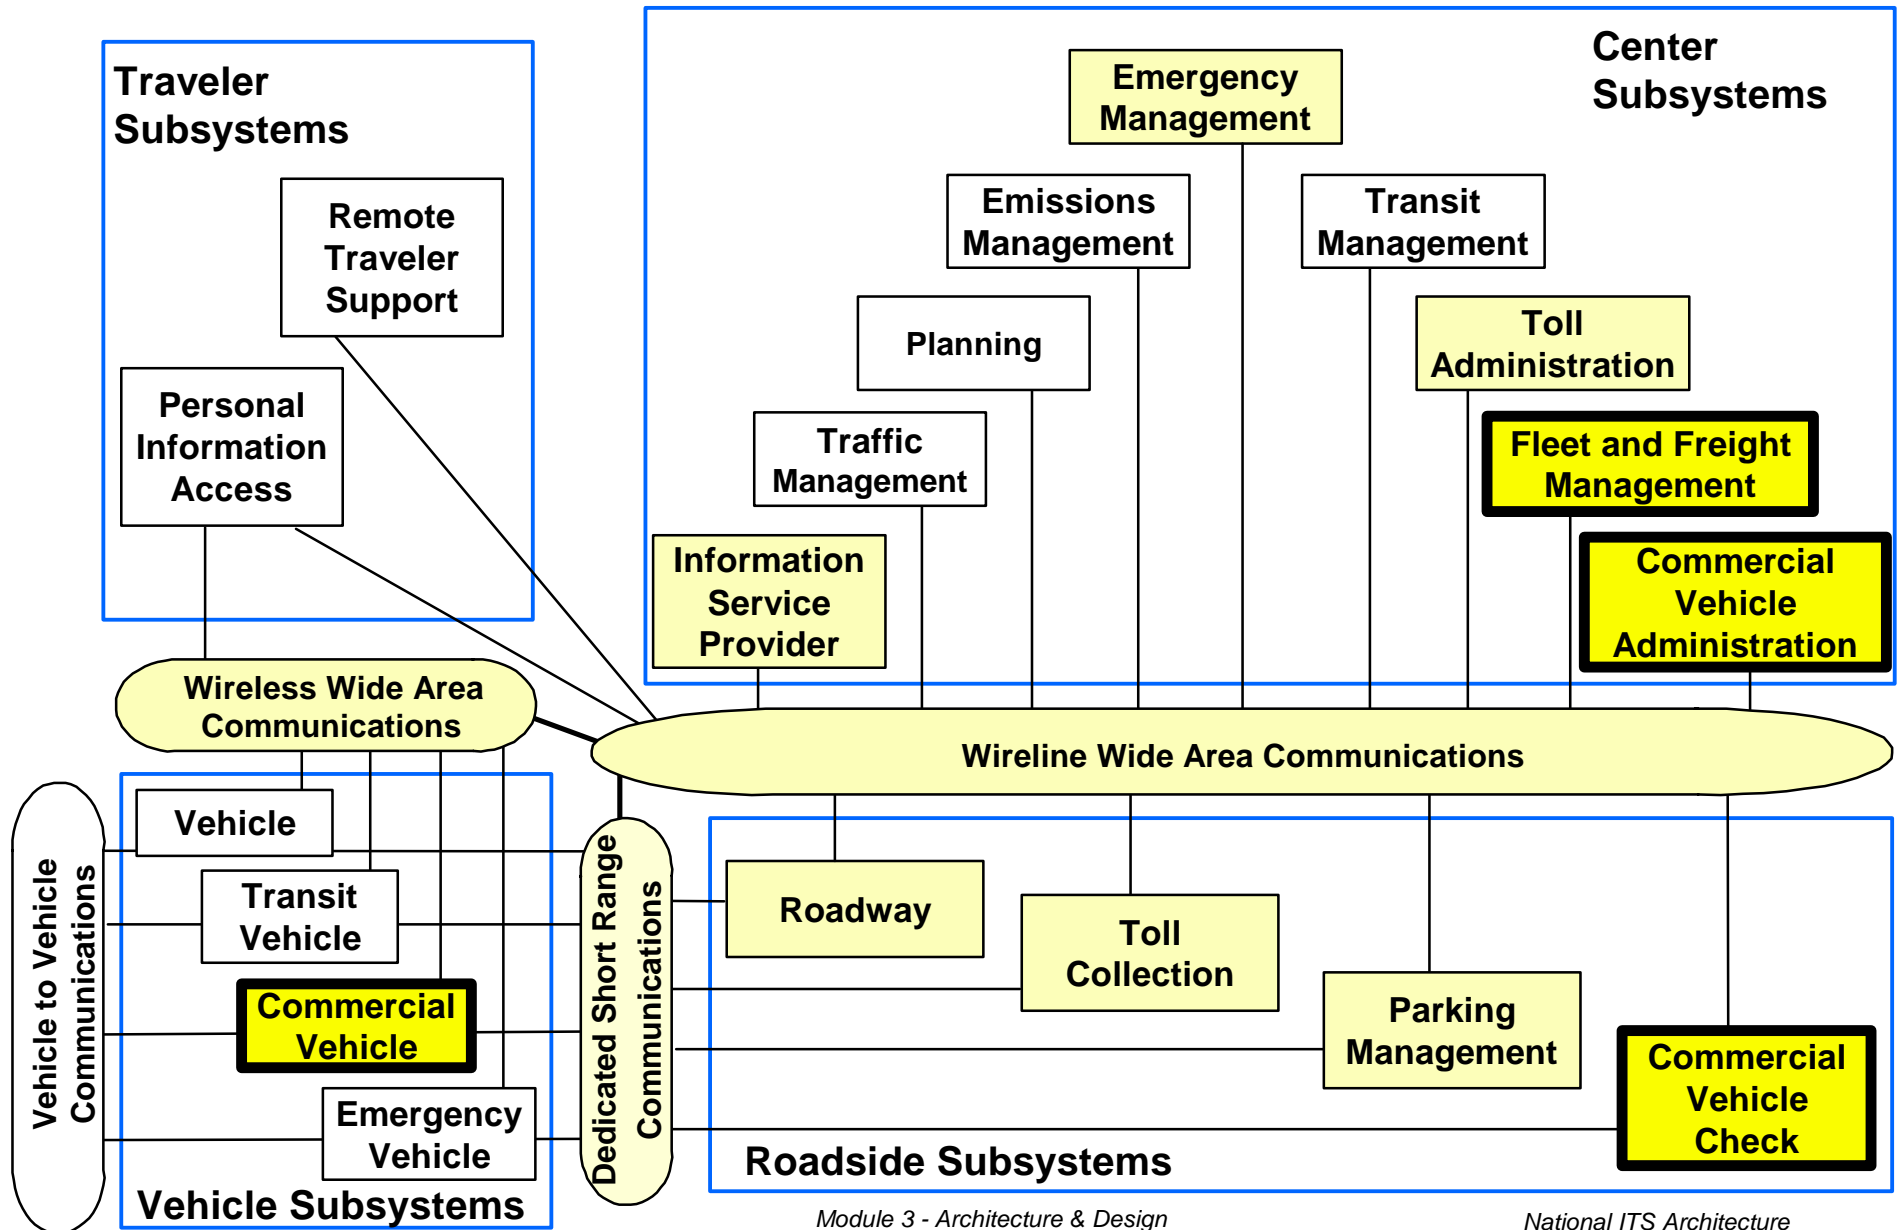 Traveler
Subsystems
Remote
Traveler
Support
Personal
Information
Access
Center
Subsystems
Emergency
Management
Emissions
Management
Transit
Management
Planning
Toll
Administration
Traffic
Management
Fleet and Freight
Management
Information
Service
Provider
Commercial
Vehicle
Administration
Wireless Wide Area
Communications
Wireline Wide Area Communications
Vehicle to Vehicle
Communications
Vehicle
Transit
Vehicle
Commercial
Vehicle
Emergency
Vehicle
Vehicle Subsystems
Dedicated Short Range
Communications
Roadway
Toll
Collection
Parking
Management
Commercial
Vehicle
Check
Roadside Subsystems
Module 3 - Architecture & Design
National ITS Architecture